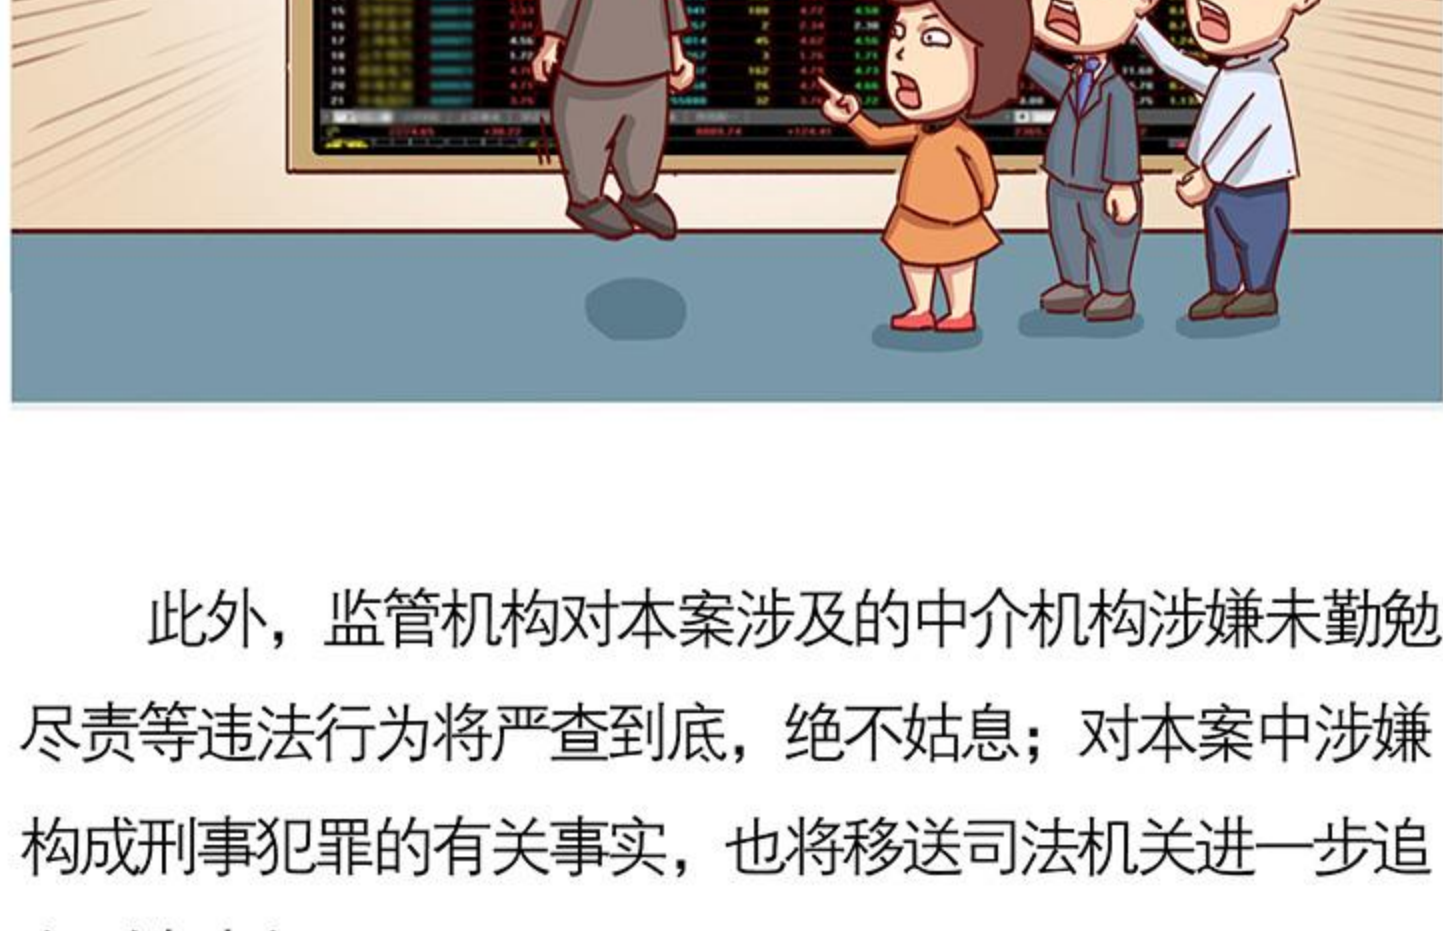 此外，监管机构对本案涉及的中介机构涉嫌未勤勉
尽责等违法行为将严查到底，绝不姑息；对本案中涉嫌
构成刑事犯罪的有关事实，也将移送司法机关进一步追